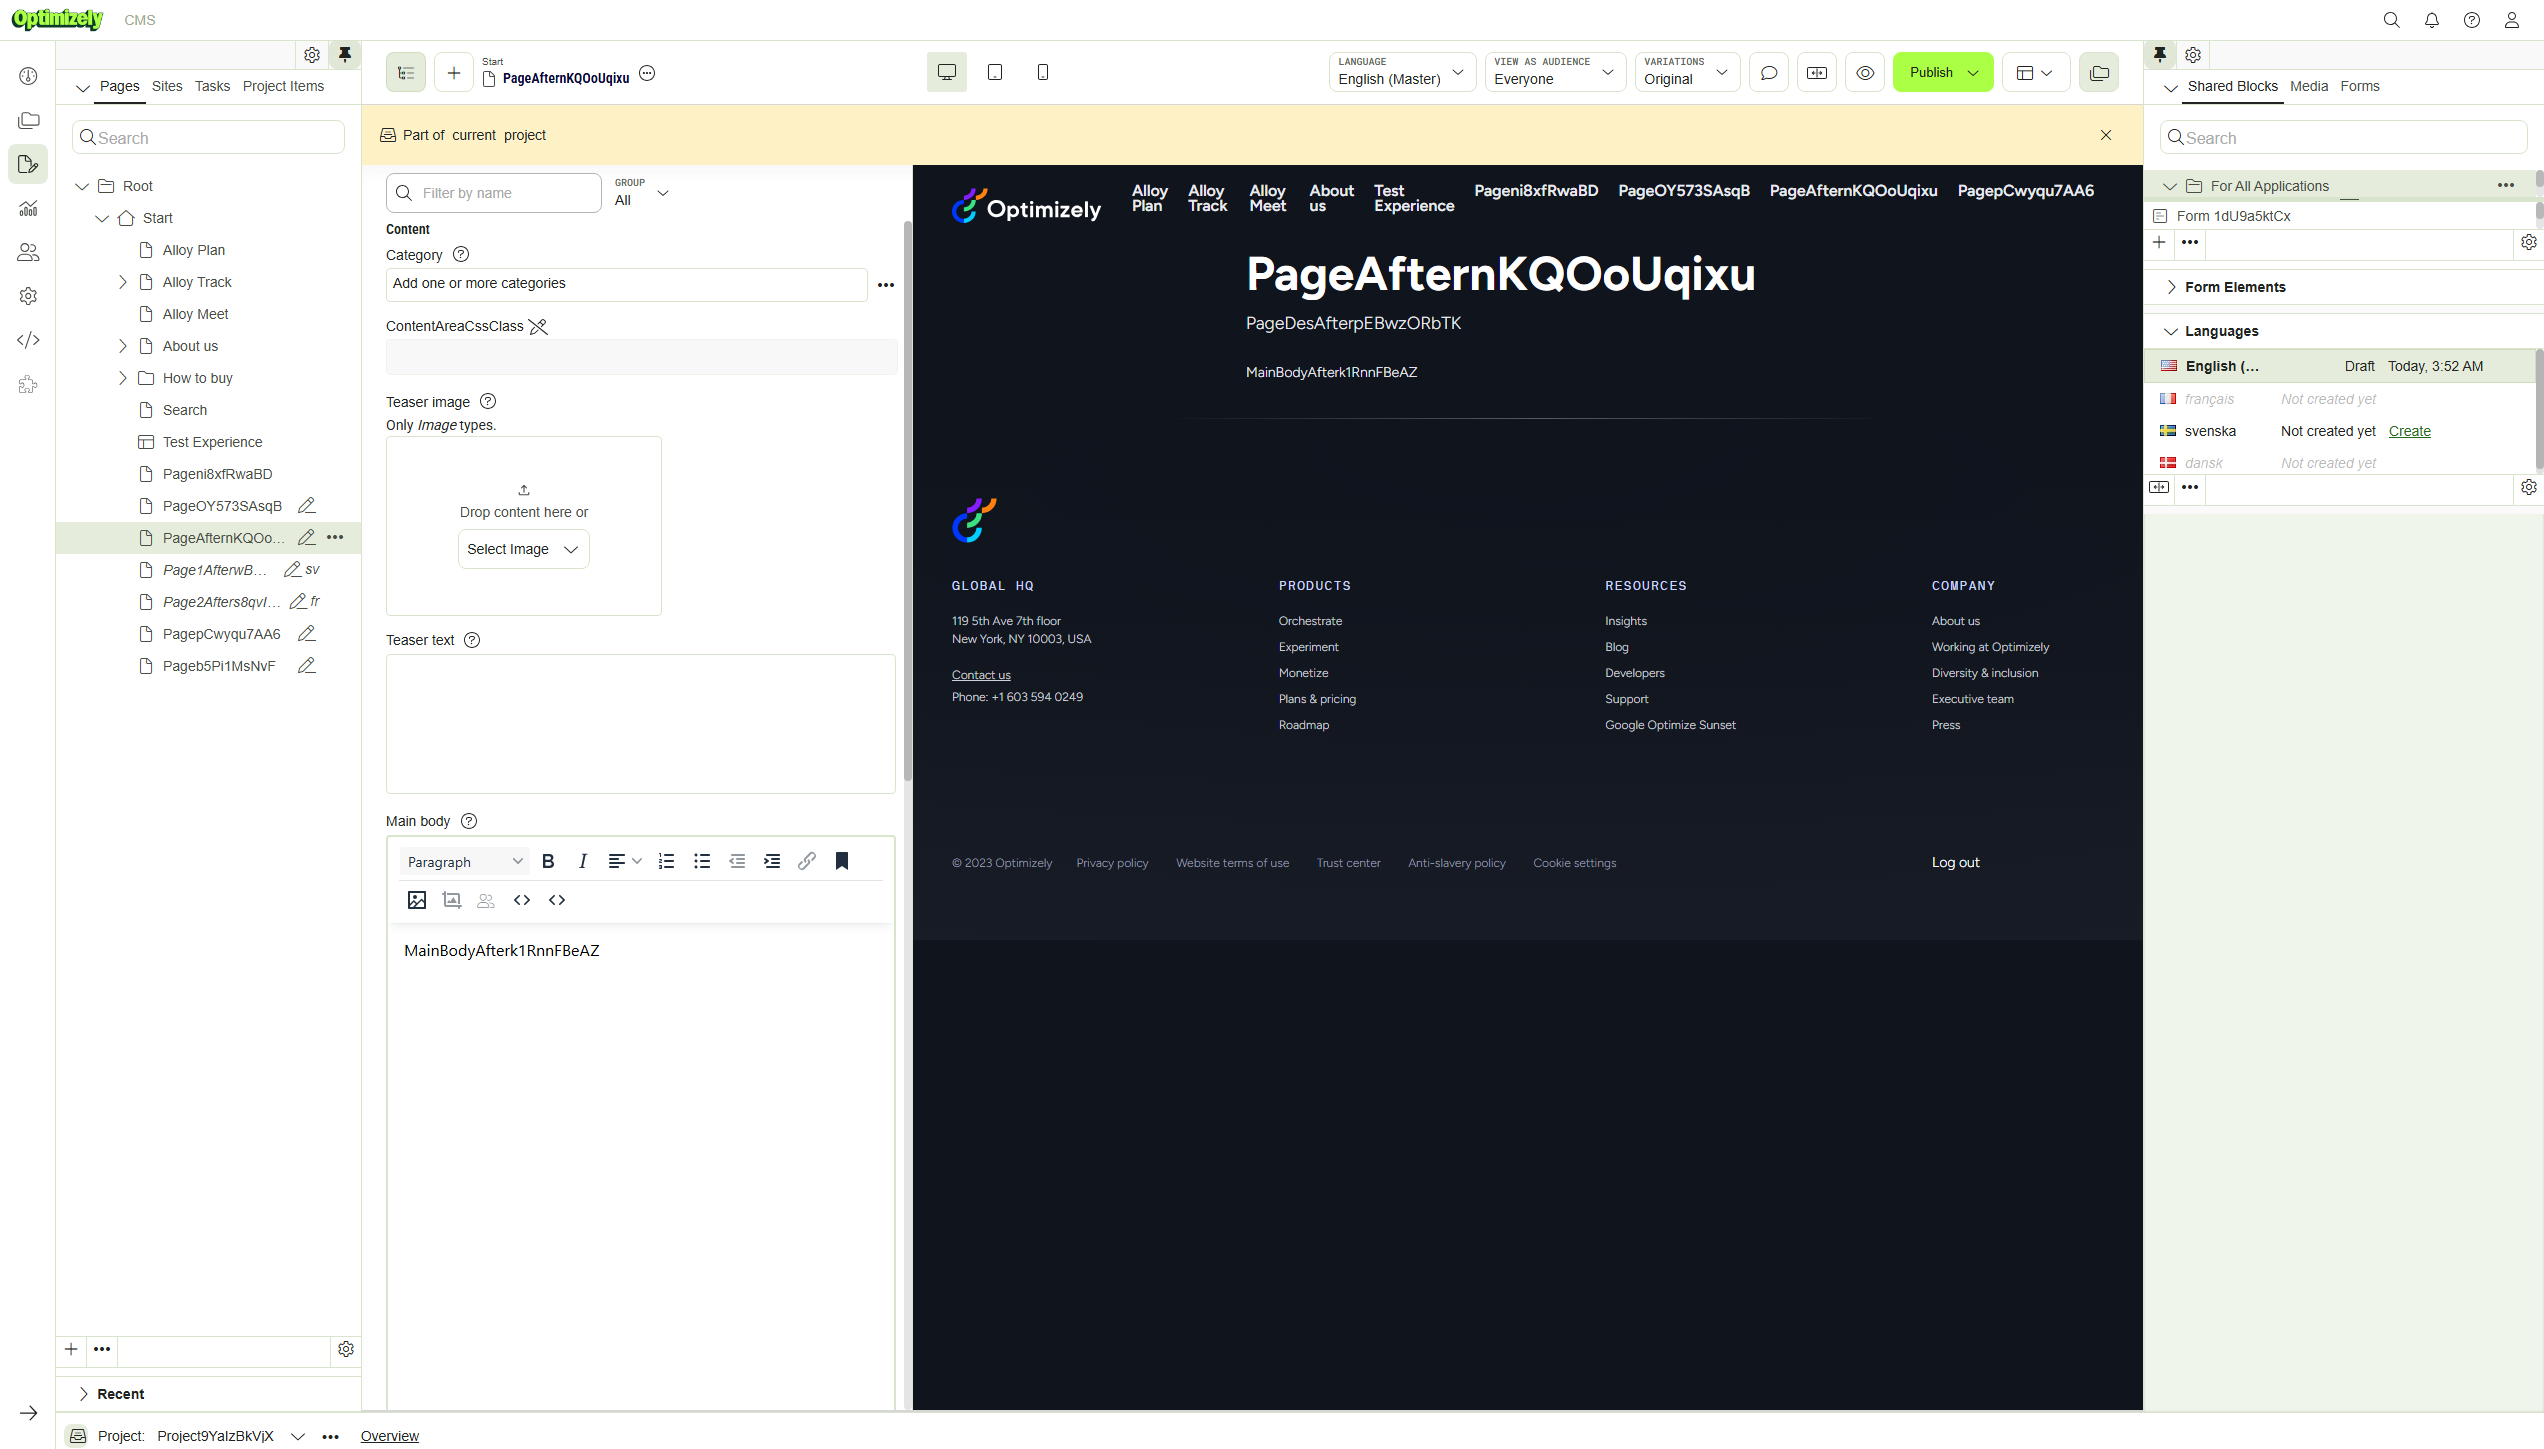 Optimizely CMS
Pages Sites Tasks Project Items
Search
Root
Start
Alloy Plan
Alloy Track
Alloy Meet
About us
How to buy
Search
Test Experience
Pageni8xfRwaBD
PageOY573SAsqB
PageAfternKQOo...
Page1AfterwB... sv
Page2Afters8qvI... fr
PagepCwyqu7AA6
Pageb5Pi1MsNvF
Recent
Project: Project9YaIzBkVjX Overview
Start
PageAfternKQOoUqixu
LANGUAGE
English (Master)
VIEW AS AUDIENCE
Everyone
VARIATIONS
Original
Publish
Part of current project
Filter by name
GROUP
All
Content
Category
Add one or more categories
ContentAreaCssClass
Teaser image
Only Image types.
Drop content here or
Select Image
Teaser text
Main body
Paragraph
MainBodyAfterk1RnnFBeAZ
Optimizely
Alloy Plan
Alloy Track
Alloy Meet
About us
Test Experience
Pageni8xfRwaBD
PageOY573SAsqB
PageAfternKQOoUqixu
PagepCwyqu7AA6
PageAfternKQOoUqixu
PageDesAfterpEBwzORbTK
MainBodyAfterk1RnnFBeAZ
GLOBAL HQ
119 5th Ave 7th floor
New York, NY 10003, USA
Contact us
Phone: +1 603 594 0249
PRODUCTS
Orchestrate
Experiment
Monetize
Plans & pricing
Roadmap
RESOURCES
Insights
Blog
Developers
Support
Google Optimize Sunset
COMPANY
About us
Working at Optimizely
Diversity & inclusion
Executive team
Press
© 2023 Optimizely Privacy policy Website terms of use Trust center Anti-slavery policy Cookie settings
Log out
Shared Blocks Media Forms
Search
For All Applications
Form 1dU9a5ktCx
Form Elements
Languages
English (... Draft Today, 3:52 AM
français Not created yet
svenska Not created yet Create
dansk Not created yet